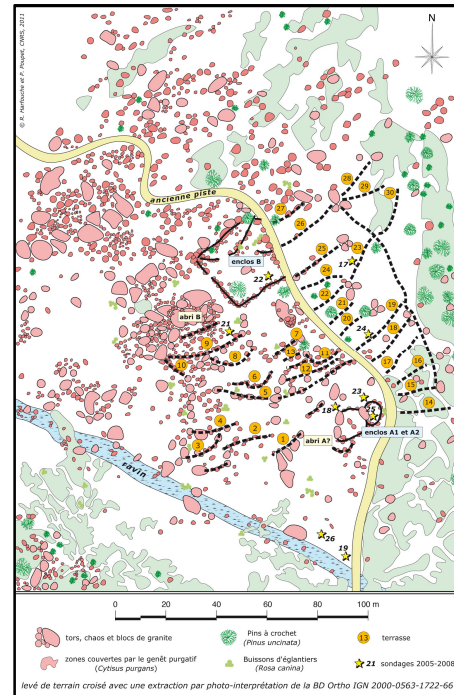 © R. Harfouche et P. Poupet, CNRS, 2011
N
ancienne piste
28
29
30
27
26
25
23
17
24
enclos B
22
22
21
20
19
24
18
abri B
21
9
7
13
11
8
10
12
17
16
6
5
15
23
14
18
25
4
2
enclos A1 et A2
3
1
abri A?
ravin
26
19
0 20 40 60 80 100 m
tors, chaos et blocs de granite
Pins à crochet
(Pinus uncinata)
13 terrasse
zones couvertes par le genêt purgatif
(Cytisus purgans)
Buissons d'églantiers
(Rosa canina)
21 sondages 2005-2008
levé de terrain croisé avec une extraction par photo-interprétation de la BD Ortho IGN 2000-0563-1722-66